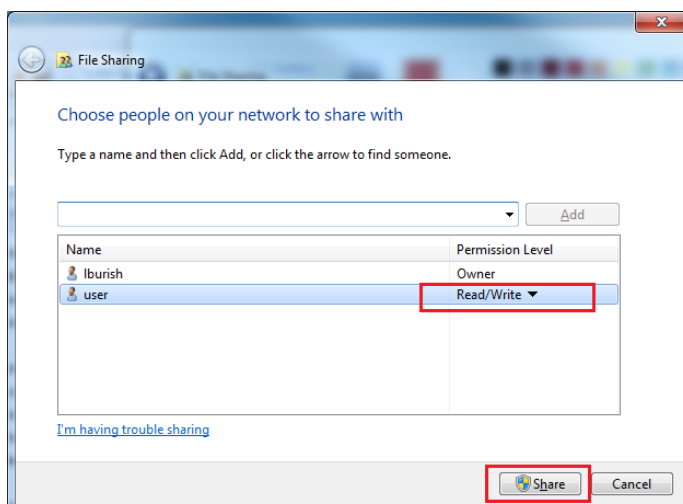 File Sharing
Choose people on your network to share with
Type a name and then click Add, or click the arrow to find someone.
Add
Name Permission Level
lburish Owner
user Read/Write
I'm having trouble sharing
Share Cancel